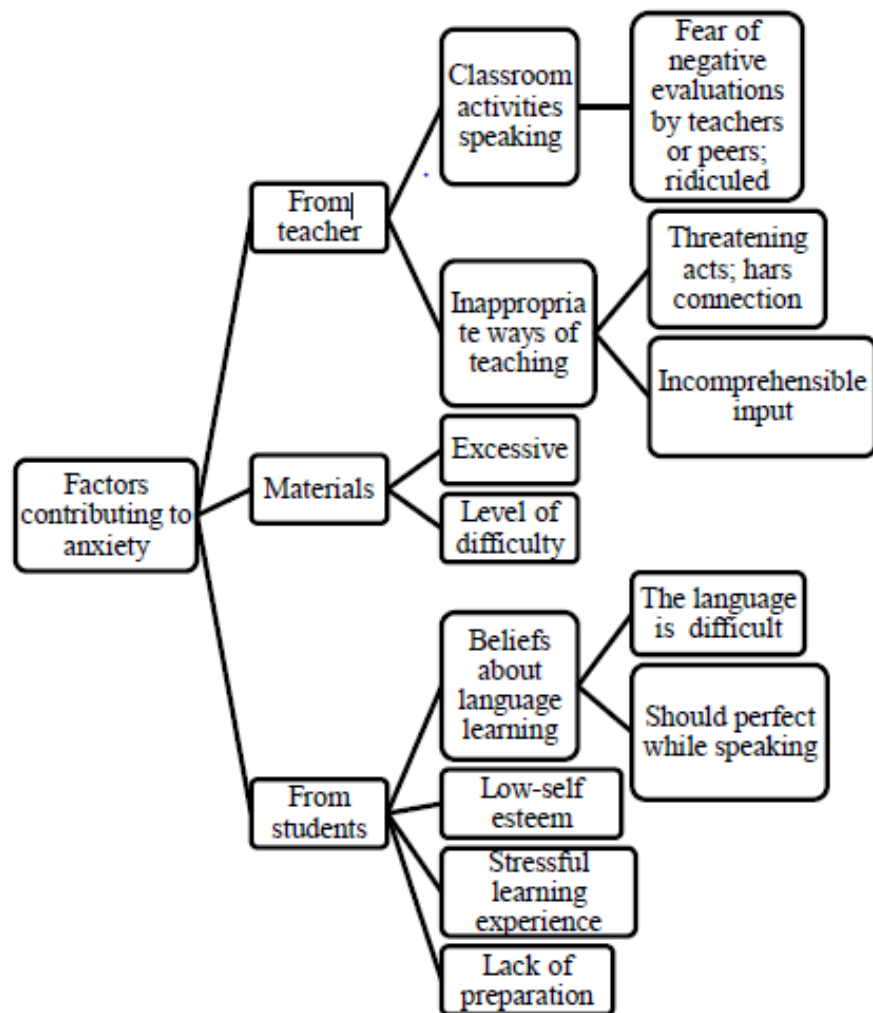 Factors
contributing to
anxiety
From
teacher
Classroom
activities
speaking
Fear of
negative
evaluations
by teachers
or peers;
ridiculed
Inappropria
te ways of
teaching
Threatening
acts; hars
connection
Incomprehensible
input
Materials
Excessive
Level of
difficulty
From
students
Beliefs
about
language
learning
The language
is difficult
Should perfect
while speaking
Low-self
esteem
Stressful
learning
experience
Lack of
preparation